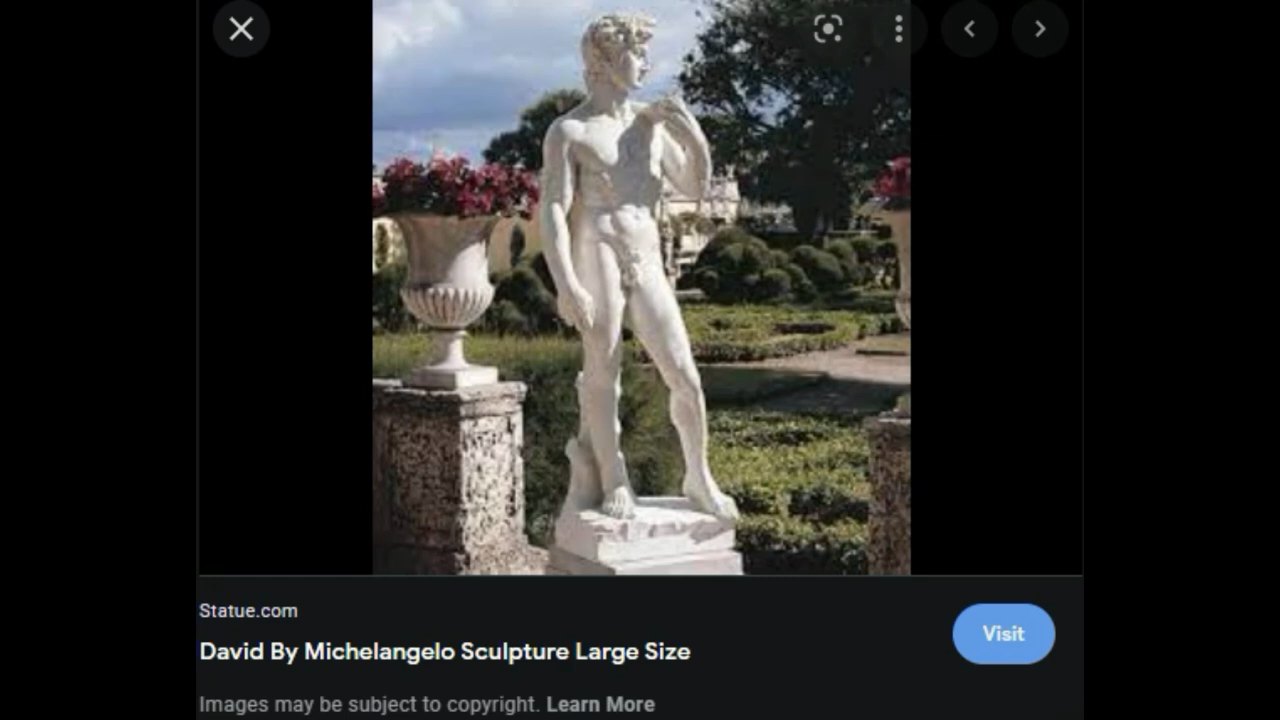 Statue.com
Visit
David By Michelangelo Sculpture Large Size
Images may be subject to copyright. Learn More